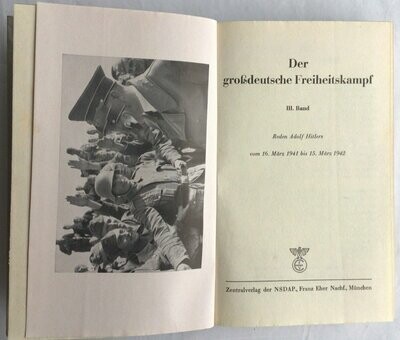 Der
großdeutsche Freiheitskampf
III. Band
Reden Adolf Hitlers
vom 16. März 1941 bis 15. März 1942
Zentralverlag der NSDAP., Franz Eher Nachf., München